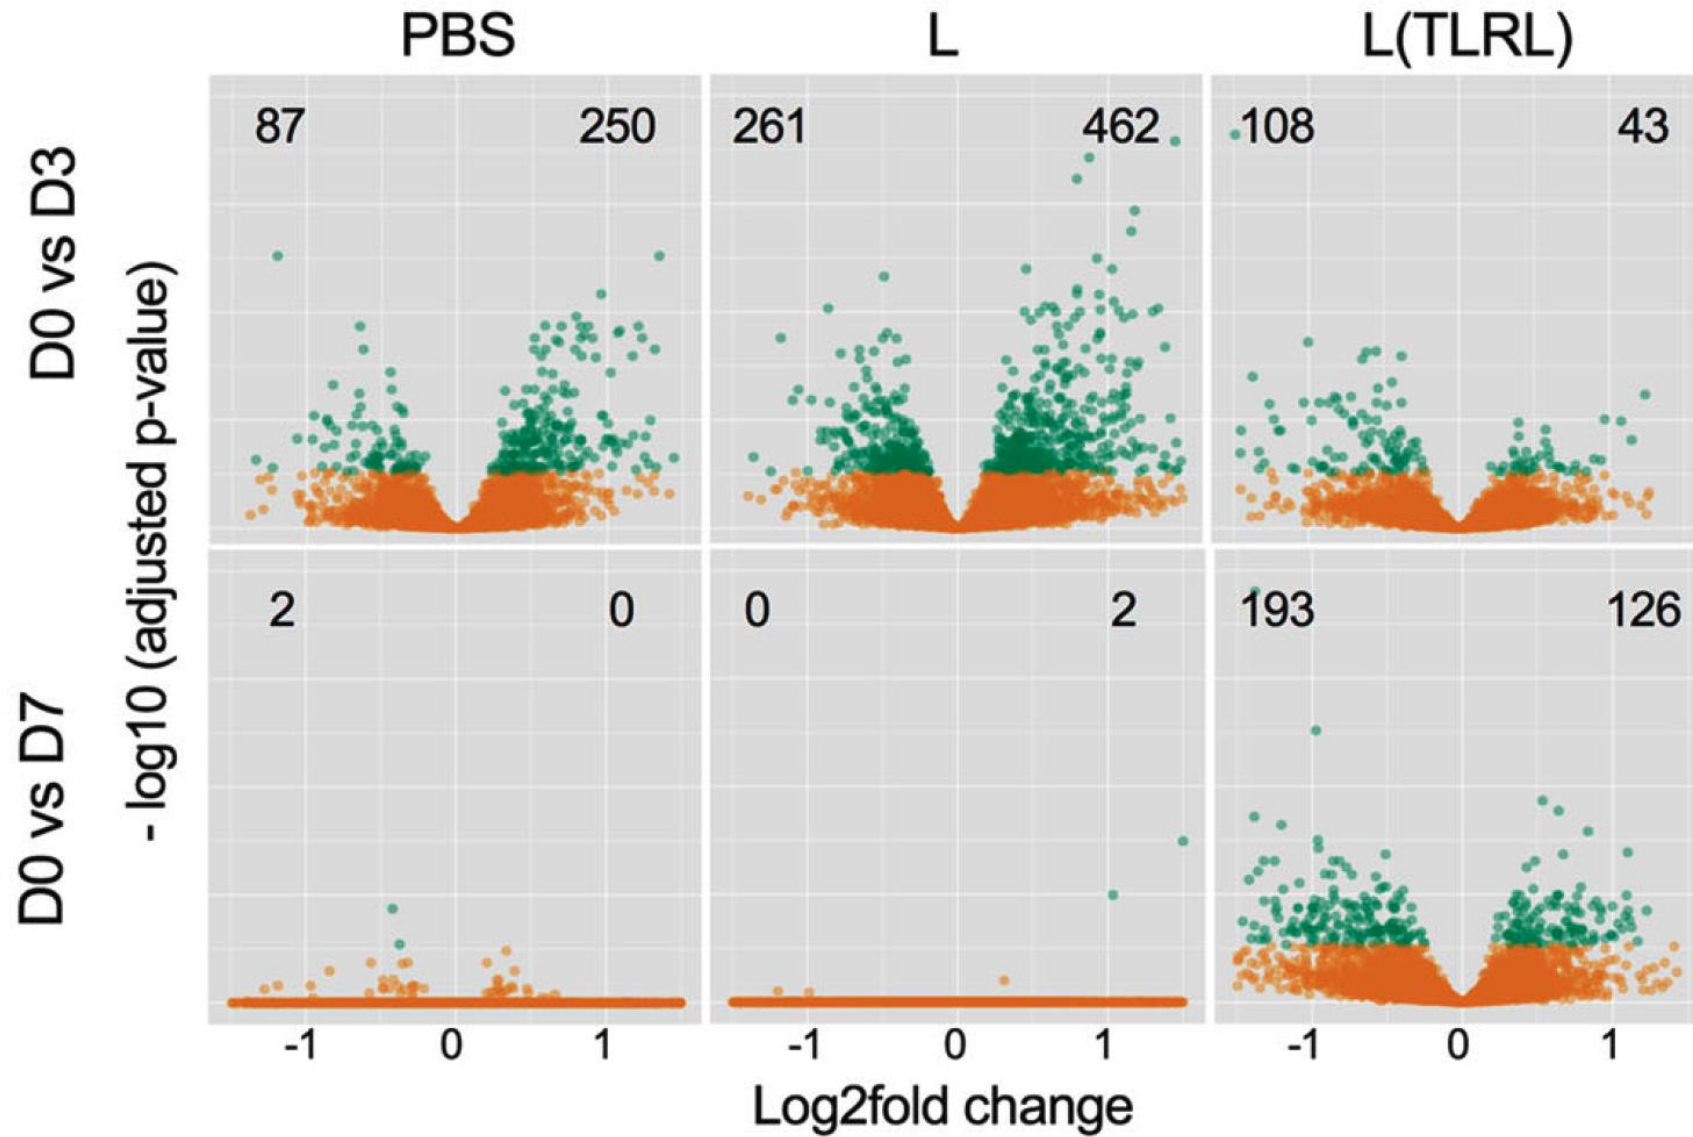 PBS L L(TLRL)
D0 vs D3
87 250 261 462 108 43
- log10 (adjusted p-value)
D0 vs D7
2 0 0 2 193 126
-1 0 1 -1 0 1 -1 0 1
Log2fold change